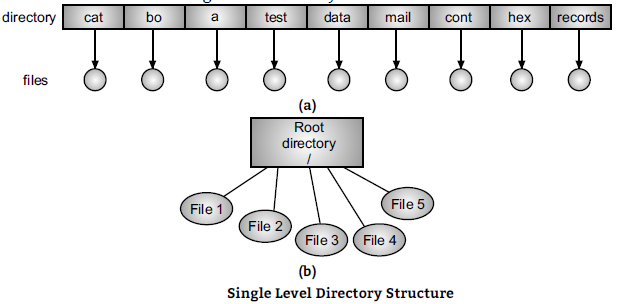 directory cat bo a test data mail cont hex records
files
(a)
Root
directory
/
File 1
File 2
File 3
File 4
File 5
(b)
Single Level Directory Structure